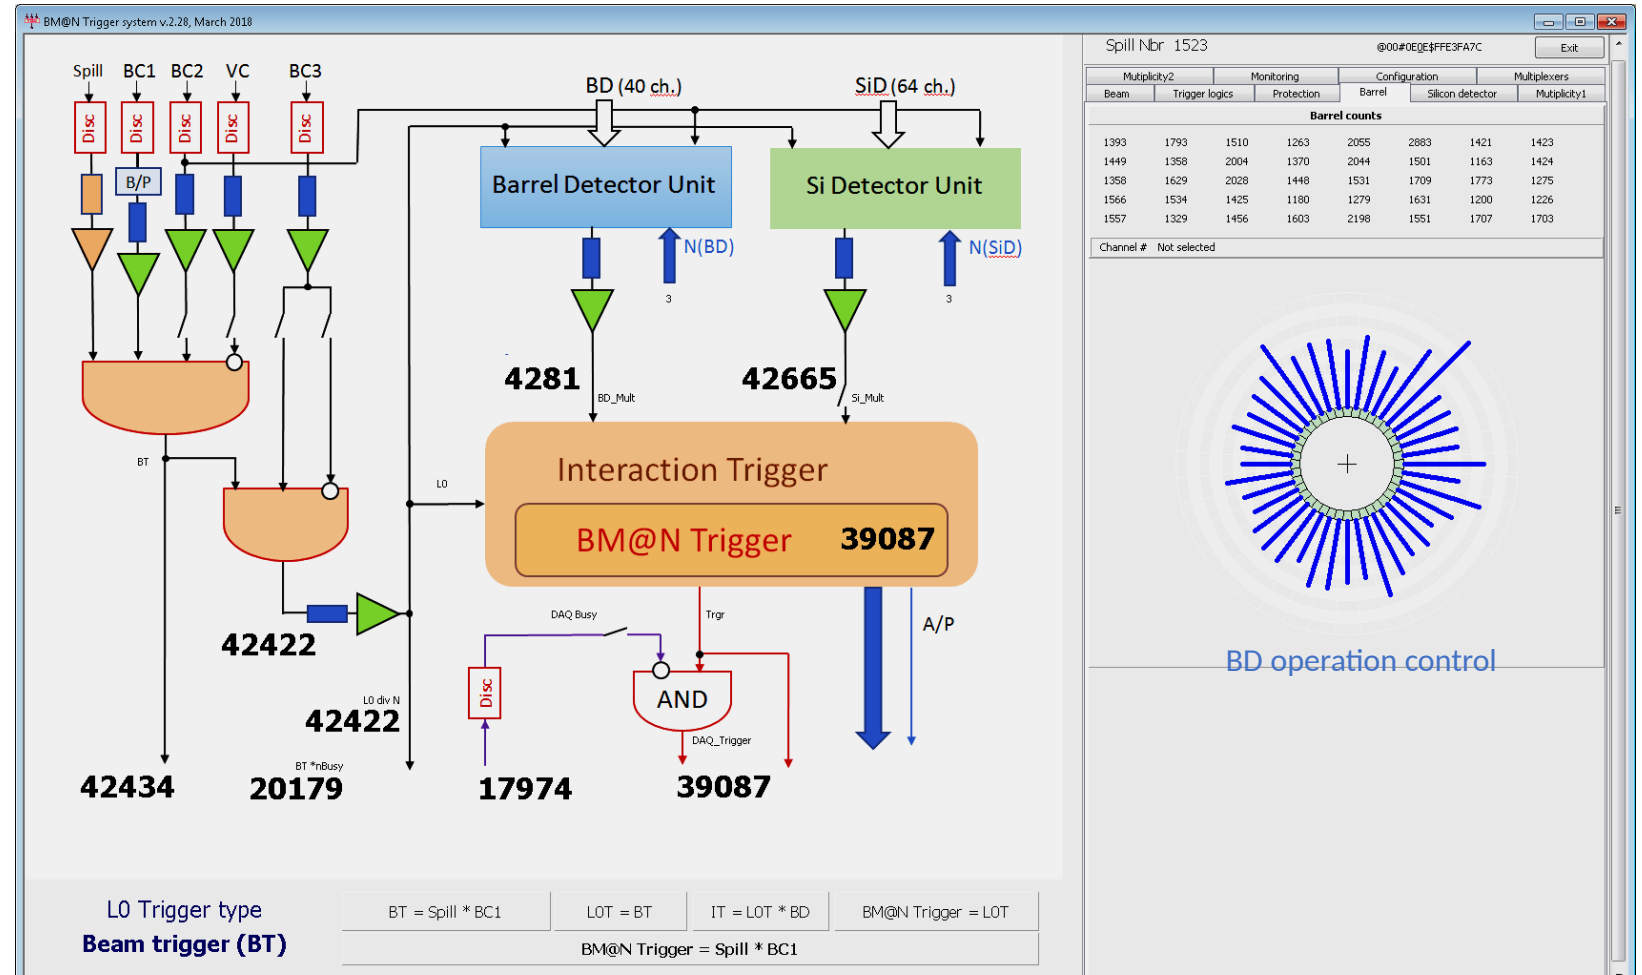 BM@N Trigger system v.2.28, March 2018
Spill BC1 BC2 VC BC3
Disc Disc Disc Disc Disc
B/P
BD (40 ch.)
SiD (64 ch.)
Barrel Detector Unit
Si Detector Unit
N(BD)
3
N(SiD)
3
4281
BD_Mult
42665
Si_Mult
BT
L0
Interaction Trigger
BM@N Trigger 39087
42422
L0 div N
42422
DAQ Busy
Trgr
A/P
Disc
AND
DAQ_Trigger
42434
BT *nBusy
20179
17974
39087
L0 Trigger type
Beam trigger (BT)
BT = Spill * BC1
L0T = BT
IT = L0T * BD
BM@N Trigger = L0T
BM@N Trigger = Spill * BC1
Spill Nbr 1523
@00#0E0E$FFE3FA7C
Exit
Mutiplicity2 Monitoring Configuration Multiplexers
Beam Trigger logics Protection Barrel Silicon detector Mutiplicity1
Barrel counts
1393 1793 1510 1263 2055 2883 1421 1423
1449 1358 2004 1370 2044 1501 1163 1424
1358 1629 2028 1448 1531 1709 1773 1275
1566 1534 1425 1180 1279 1631 1200 1226
1557 1329 1456 1603 2198 1551 1707 1703
Channel # Not selected
BD operation control